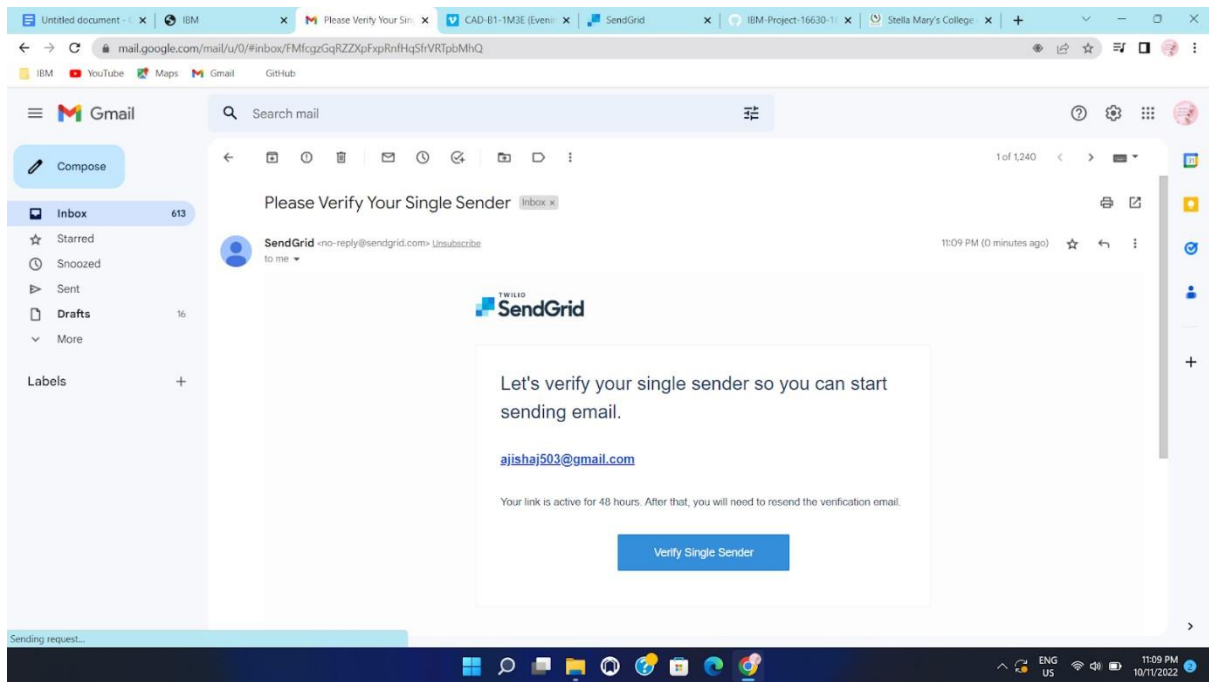 Untitled document - G
IBM
Please Verify Your Sin
CAD-B1-1M3E (Evenin
SendGrid
IBM-Project-16630-1
Stella Mary's College
mail.google.com/mail/u/0/#inbox/
IBM
YouTube
Maps
Gmail
GitHub
Gmail
Search mail
Compose
1 of 1,240
Please Verify Your Single Sender
Inbox x
Inbox 613
Starred
Snoozed
Sent
Drafts 16
More
Labels
SendGrid <no-reply@sendgrid.com> Unsubscribe
11:09 PM (0 minutes ago)
to me
TWILIO
SendGrid
Let's verify your single sender so you can start
sending email.
ajishaj503@gmail.com
Your link is active for 48 hours. After that, you will need to resend the verification email.
Verify Single Sender
Sending request...
ENG
US
11:09 PM
10/11/2022
2